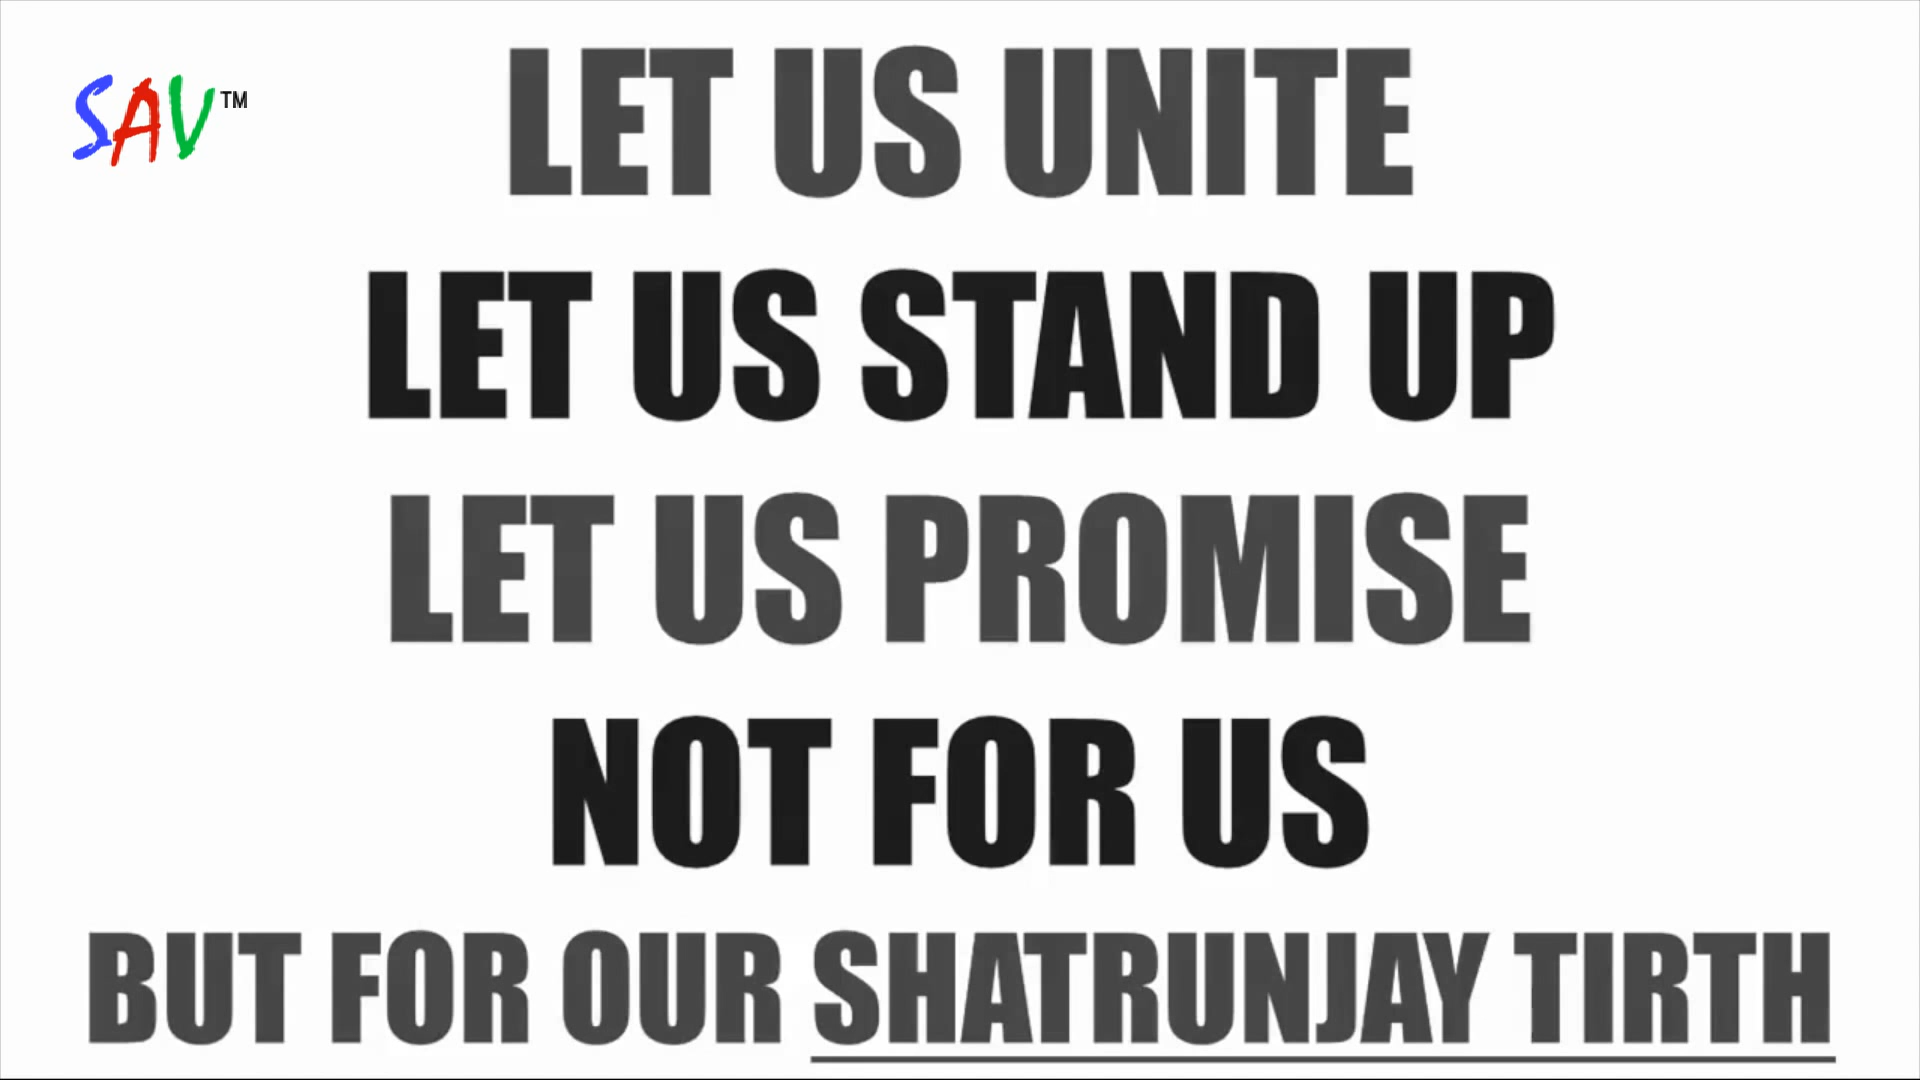 SAV™
LET US UNITE
LET US STAND UP
LET US PROMISE
NOT FOR US
BUT FOR OUR SHATRUNJAY TIRTH